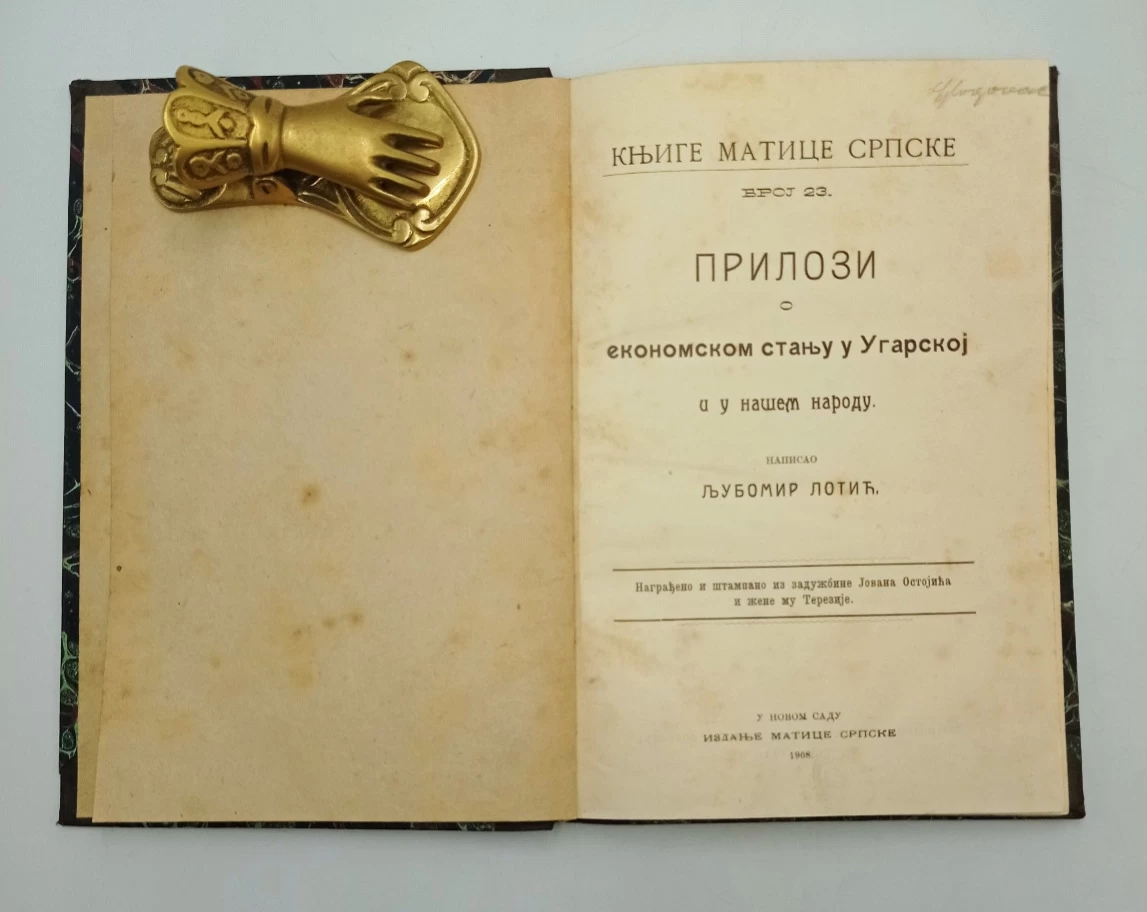 КЊИГЕ МАТИЦЕ СРПСКЕ
БРОЈ 23.
ПРИЛОЗИ
О
економском стању у Угарској
и у нашем народу.
НАПИСАО
ЉУБОМИР ЛОТИЋ.
Награђено и штампано из задужбине Јована Остојића
и жене му Терезије.
У НОВОМ САДУ
ИЗДАЊЕ МАТИЦЕ СРПСКЕ
1908.